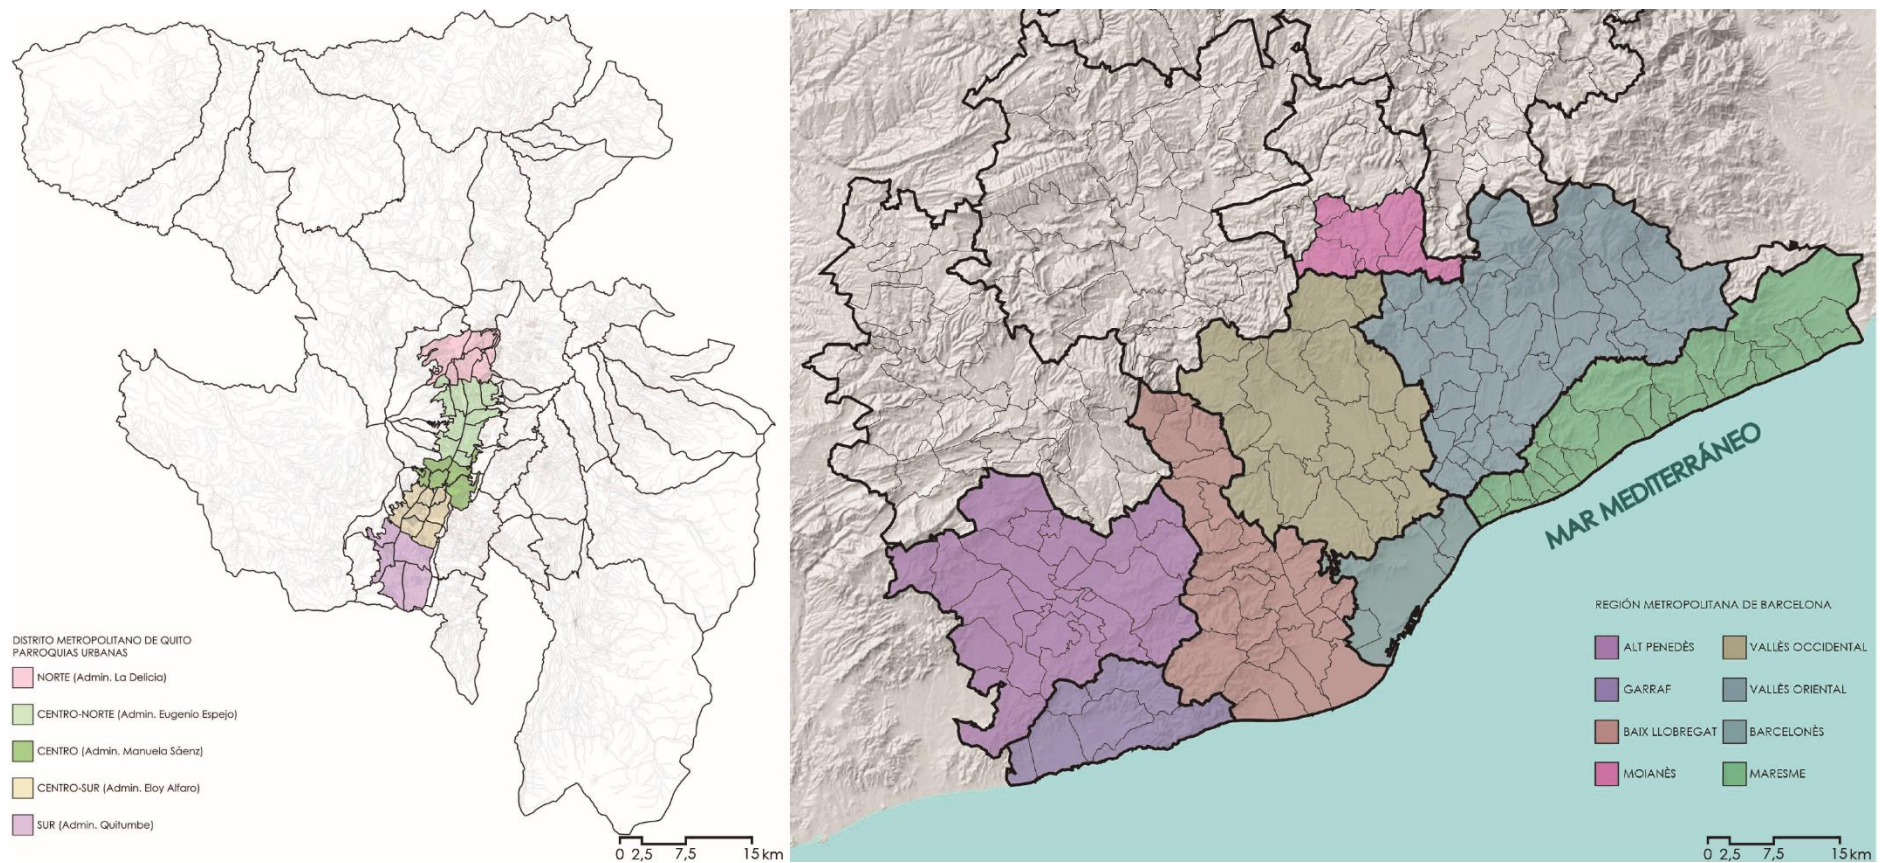 DISTRITO METROPOLITANO DE QUITO
PARROQUIAS URBANAS
NORTE (Admin. La Delicia)
CENTRO-NORTE (Admin. Eugenio Espejo)
CENTRO (Admin. Manuela Sáenz)
CENTRO-SUR (Admin. Eloy Alfaro)
SUR (Admin. Quitumbe)
0 2,5 7,5 15 km
MAR MEDITERRÁNEO
REGIÓN METROPOLITANA DE BARCELONA
ALT PENEDÈS
VALLÈS OCCIDENTAL
GARRAF
VALLÈS ORIENTAL
BAIX LLOBREGAT
BARCELONÈS
MOIANÈS
MARESME
0 2,5 7,5 15 km